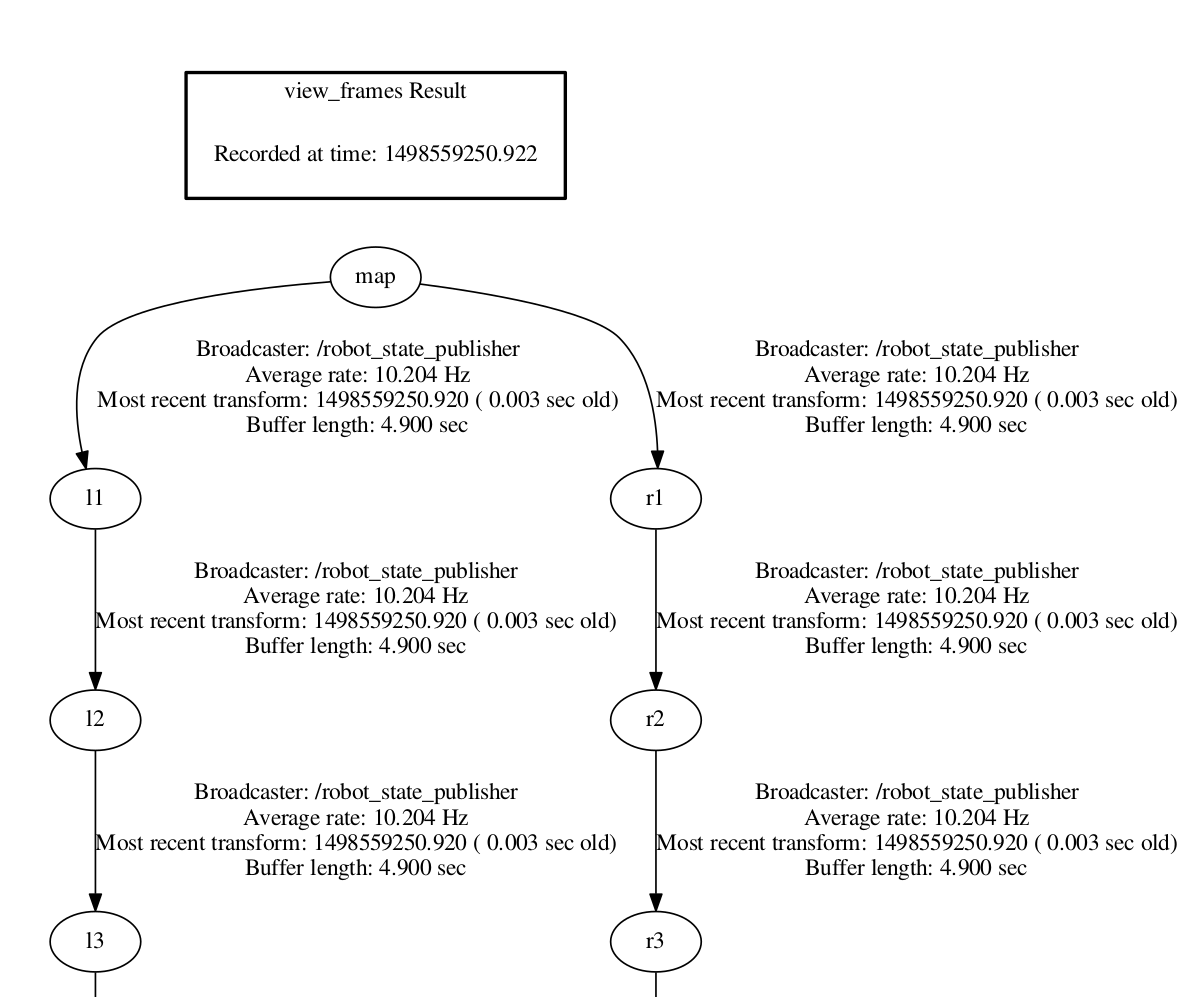 view_frames Result
Recorded at time: 1498559250.922
map
Broadcaster: /robot_state_publisher
Average rate: 10.204 Hz
Most recent transform: 1498559250.920 ( 0.003 sec old)
Buffer length: 4.900 sec
Broadcaster: /robot_state_publisher
Average rate: 10.204 Hz
Most recent transform: 1498559250.920 ( 0.003 sec old)
Buffer length: 4.900 sec
l1
r1
Broadcaster: /robot_state_publisher
Average rate: 10.204 Hz
Most recent transform: 1498559250.920 ( 0.003 sec old)
Buffer length: 4.900 sec
Broadcaster: /robot_state_publisher
Average rate: 10.204 Hz
Most recent transform: 1498559250.920 ( 0.003 sec old)
Buffer length: 4.900 sec
l2
r2
Broadcaster: /robot_state_publisher
Average rate: 10.204 Hz
Most recent transform: 1498559250.920 ( 0.003 sec old)
Buffer length: 4.900 sec
Broadcaster: /robot_state_publisher
Average rate: 10.204 Hz
Most recent transform: 1498559250.920 ( 0.003 sec old)
Buffer length: 4.900 sec
l3
r3